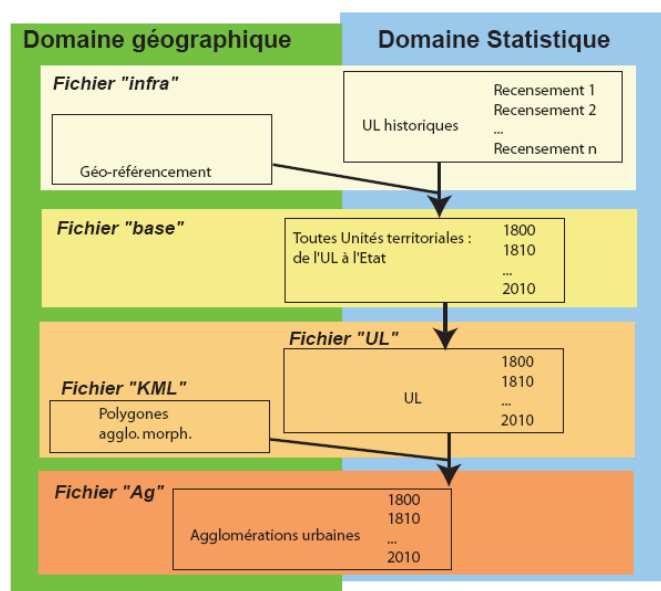 Domaine géographique
Domaine Statistique
Fichier "infra"
Géo-référencement
UL historiques
Recensement 1
Recensement 2
...
Recensement n
Fichier "base"
Toutes Unités territoriales :
de l'UL à l'Etat
1800
1810
...
2010
Fichier "UL"
UL
1800
1810
...
2010
Fichier "KML"
Polygones
agglo. morph.
Fichier "Ag"
Agglomérations urbaines
1800
1810
...
2010